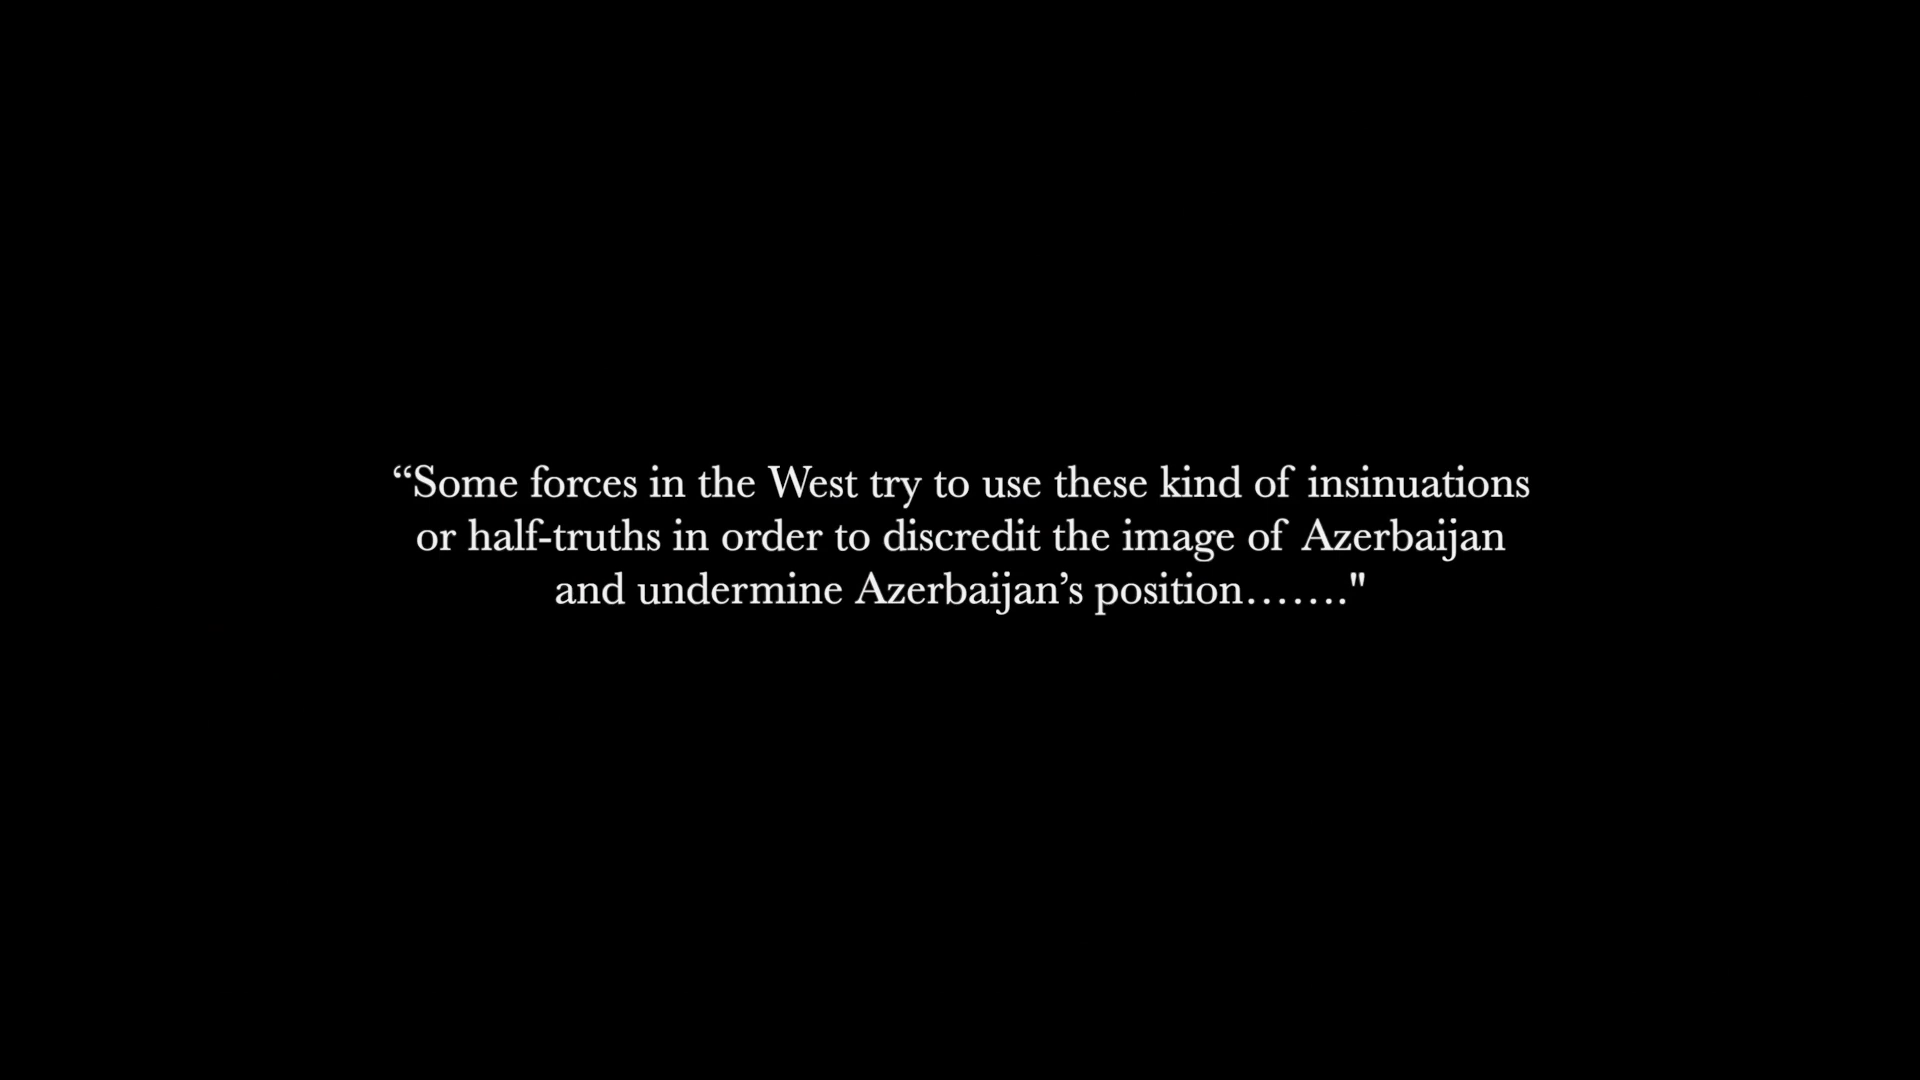 “Some forces in the West try to use these kind of insinuations
or half-truths in order to discredit the image of Azerbaijan
and undermine Azerbaijan’s position......."